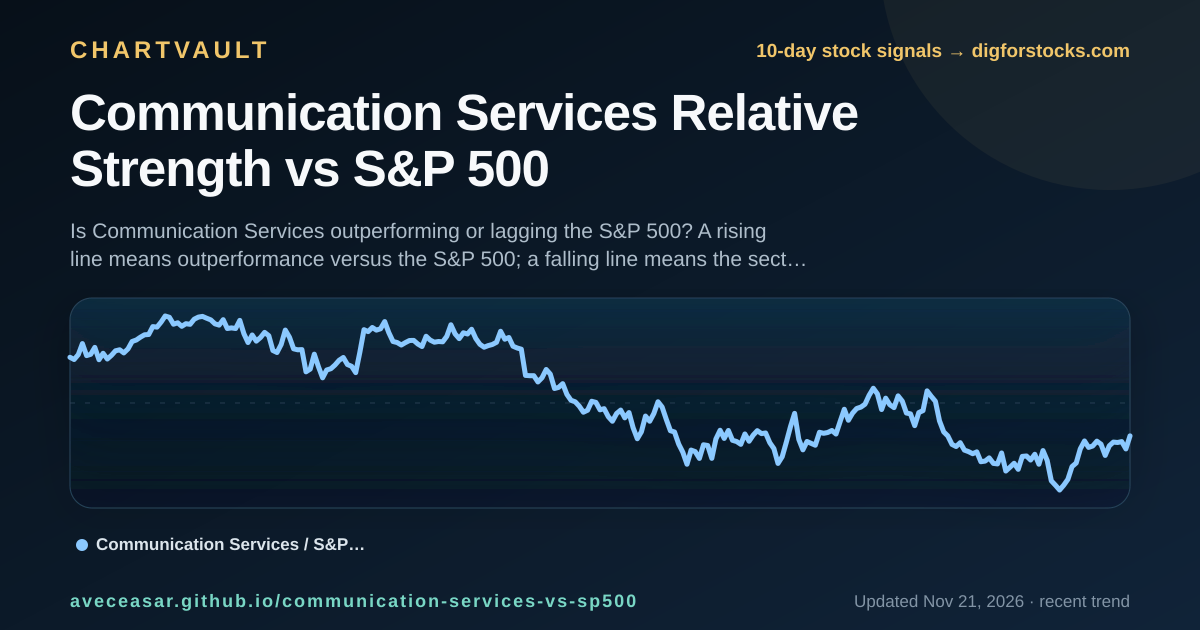 CHARTVAULT
10-day stock signals → digforstocks.com
Communication Services Relative
Strength vs S&P 500
Is Communication Services outperforming or lagging the S&P 500? A rising
line means outperformance versus the S&P 500; a falling line means the sect…
Communication Services / S&P…
aveceasar.github.io/communication-services-vs-sp500
Updated Nov 21, 2026 · recent trend